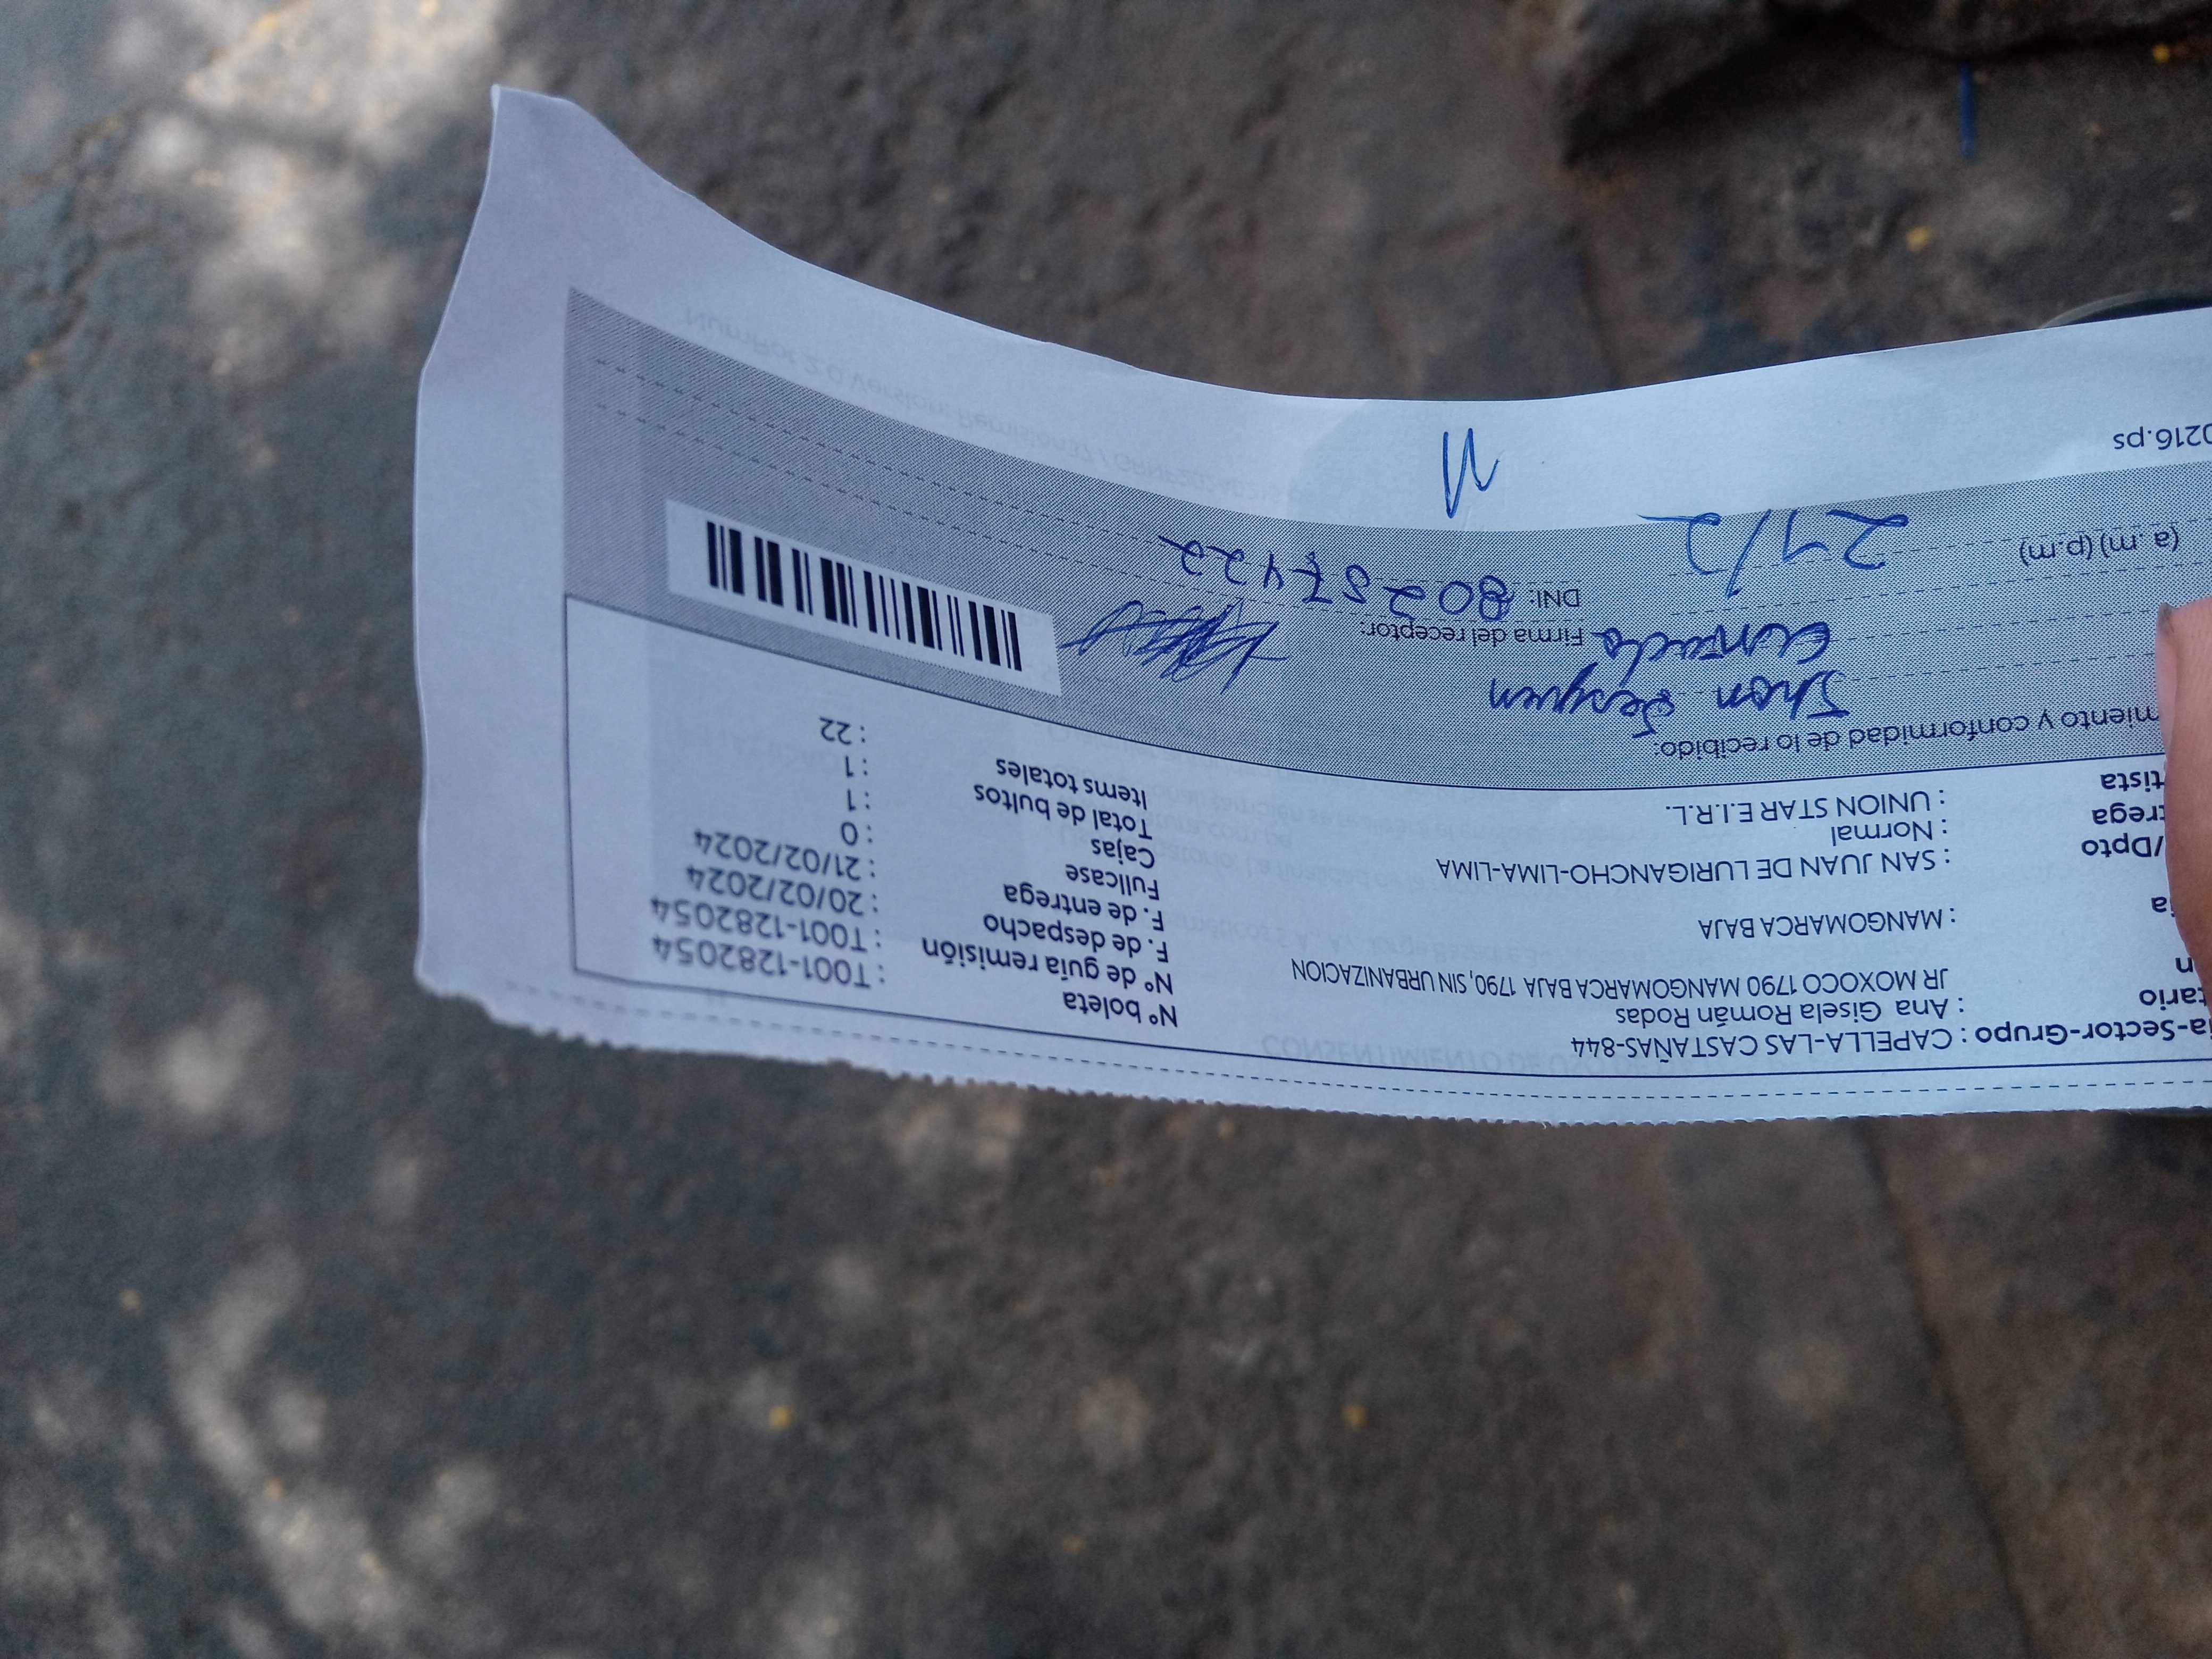 a-Sector-Grupo : CAPELLA-LAS CASTAÑAS-844
tario : Ana Gisela Román Rodas
n JR MOXOCO 1790 MANGOMARCA BAJA 1790, SIN URBANIZACION
ia : MANGOMARCA BAJA
/Dpto : SAN JUAN DE LURIGANCHO-LIMA-LIMA
trega : Normal
tista : UNION STAR E.I.R.L.
Nº boleta : T001-1282054
Nº de guía remisión : T001-1282054
F. de despacho : 20/02/2024
F. de entrega : 21/02/2024
Fullcase : 0
Cajas : 1
Total de bultos : 1
Items totales : 22
miento y conformidad de lo recibido:
Jhon
Firma del receptor:
DNI: 80257422
(a. m) (p.m) 21/2
0216.ps